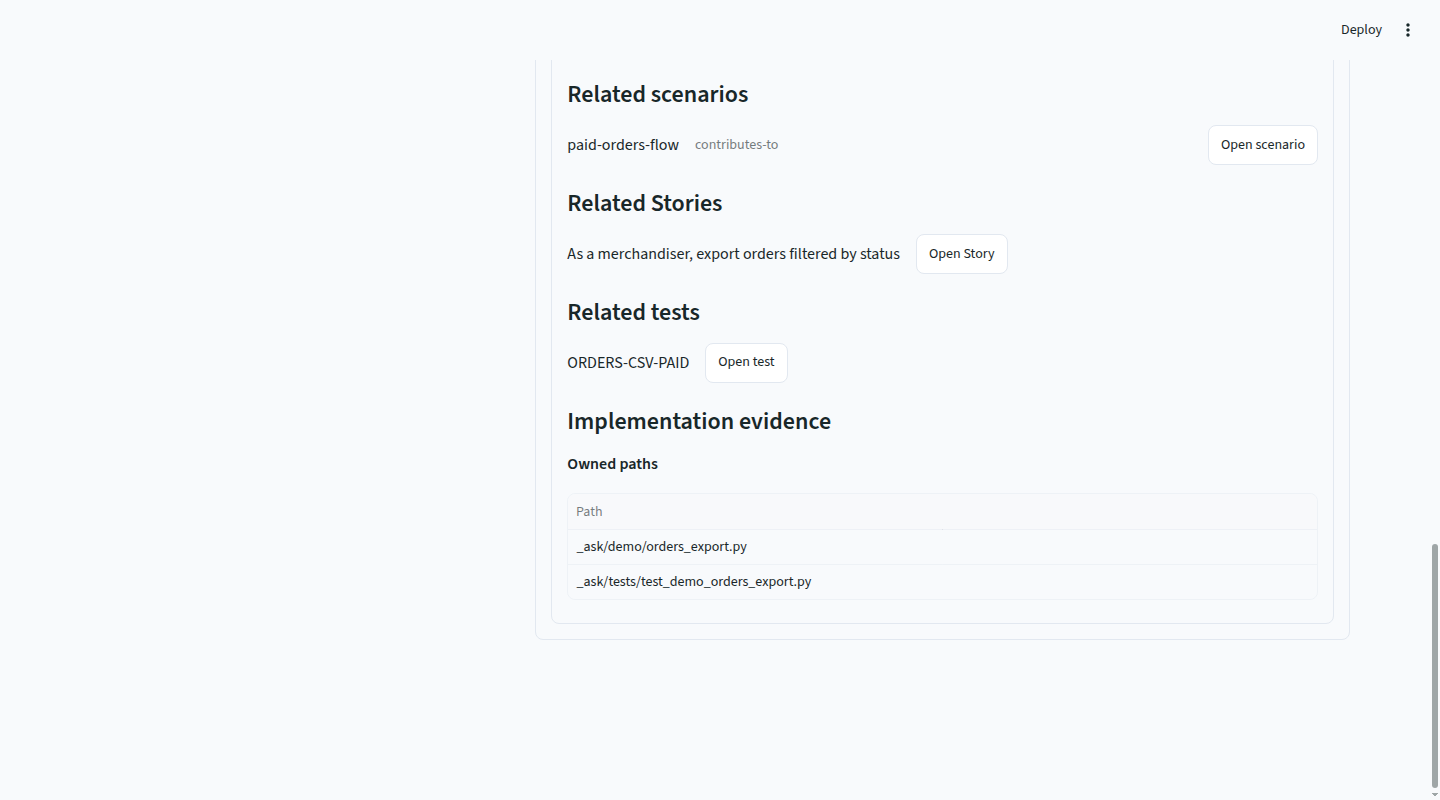 Deploy
Related scenarios
paid-orders-flow contributes-to Open scenario
Related Stories
As a merchandiser, export orders filtered by status Open Story
Related tests
ORDERS-CSV-PAID Open test
Implementation evidence
Owned paths
Path
_ask/demo/orders_export.py
_ask/tests/test_demo_orders_export.py